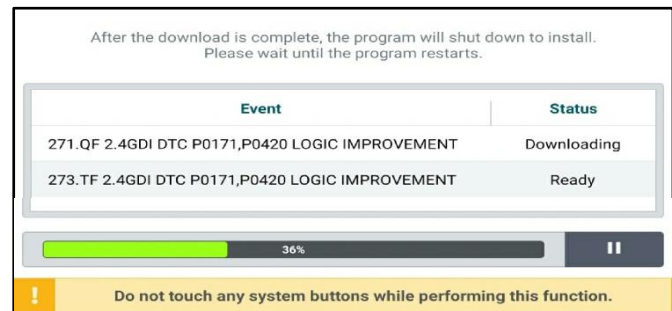 After the download is complete, the program will shut down to install.
Please wait until the program restarts.
Event Status
271.QF 2.4GDI DTC P0171,P0420 LOGIC IMPROVEMENT Downloading
273.TF 2.4GDI DTC P0171,P0420 LOGIC IMPROVEMENT Ready
36%
! Do not touch any system buttons while performing this function.